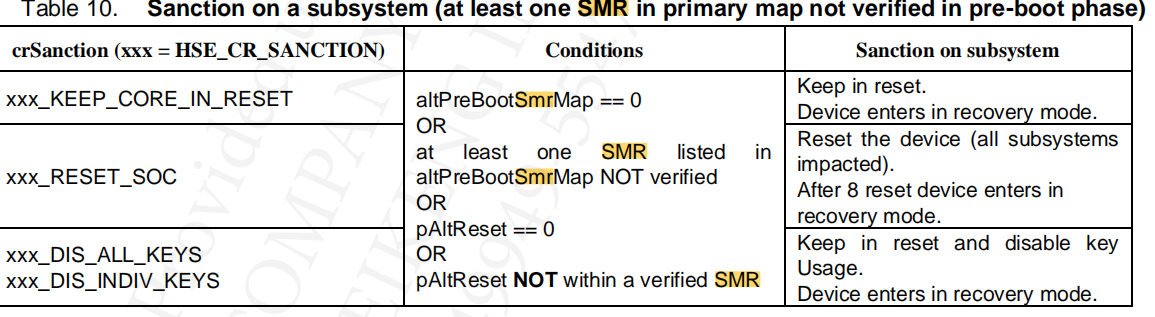 Table 10. Sanction on a subsystem (at least one SMR in primary map not verified in pre-boot phase)
crSanction (xxx = HSE_CR_SANCTION)
Conditions
Sanction on subsystem
xxx_KEEP_CORE_IN_RESET
altPreBootSmrMap == 0
OR
at least one SMR listed in
altPreBootSmrMap NOT verified
OR
pAltReset == 0
OR
pAltReset NOT within a verified SMR
Keep in reset.
Device enters in recovery mode.
xxx_RESET_SOC
Reset the device (all subsystems
impacted).
After 8 reset device enters in
recovery mode.
xxx_DIS_ALL_KEYS
xxx_DIS_INDIV_KEYS
Keep in reset and disable key
Usage.
Device enters in recovery mode.